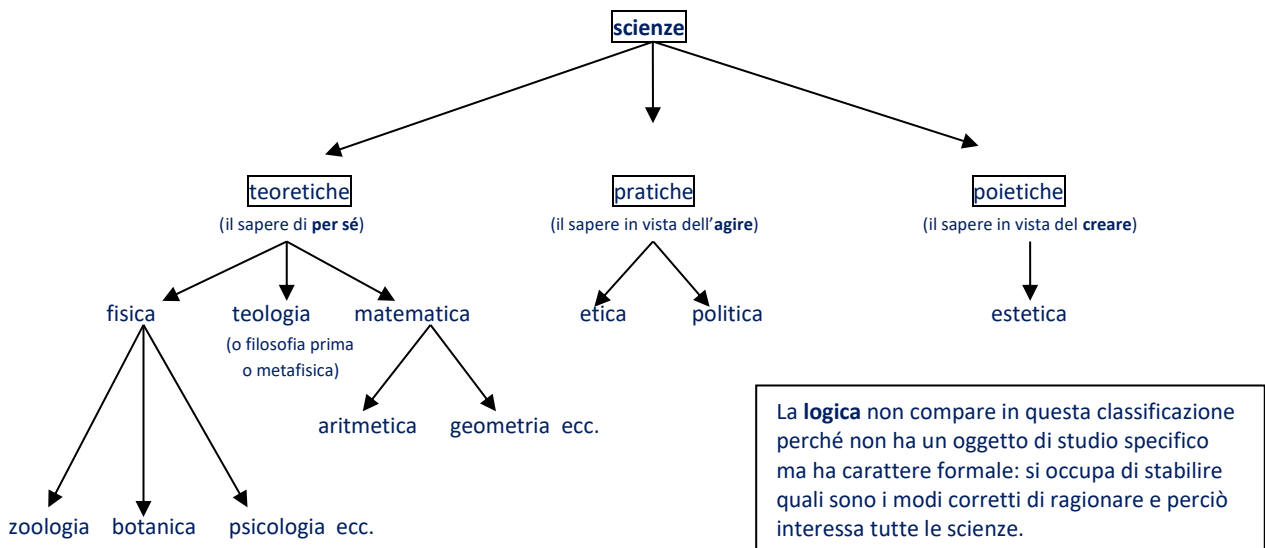 scienze
teoretiche
pratiche
poietiche
(il sapere di per sé)
(il sapere in vista dell’agire)
(il sapere in vista del creare)
fisica
teologia
matematica
etica
politica
estetica
(o filosofia prima
o metafisica)
aritmetica
geometria ecc.
La logica non compare in questa classificazione
perché non ha un oggetto di studio specifico
ma ha carattere formale: si occupa di stabilire
quali sono i modi corretti di ragionare e perciò
interessa tutte le scienze.
zoologia
botanica
psicologia ecc.